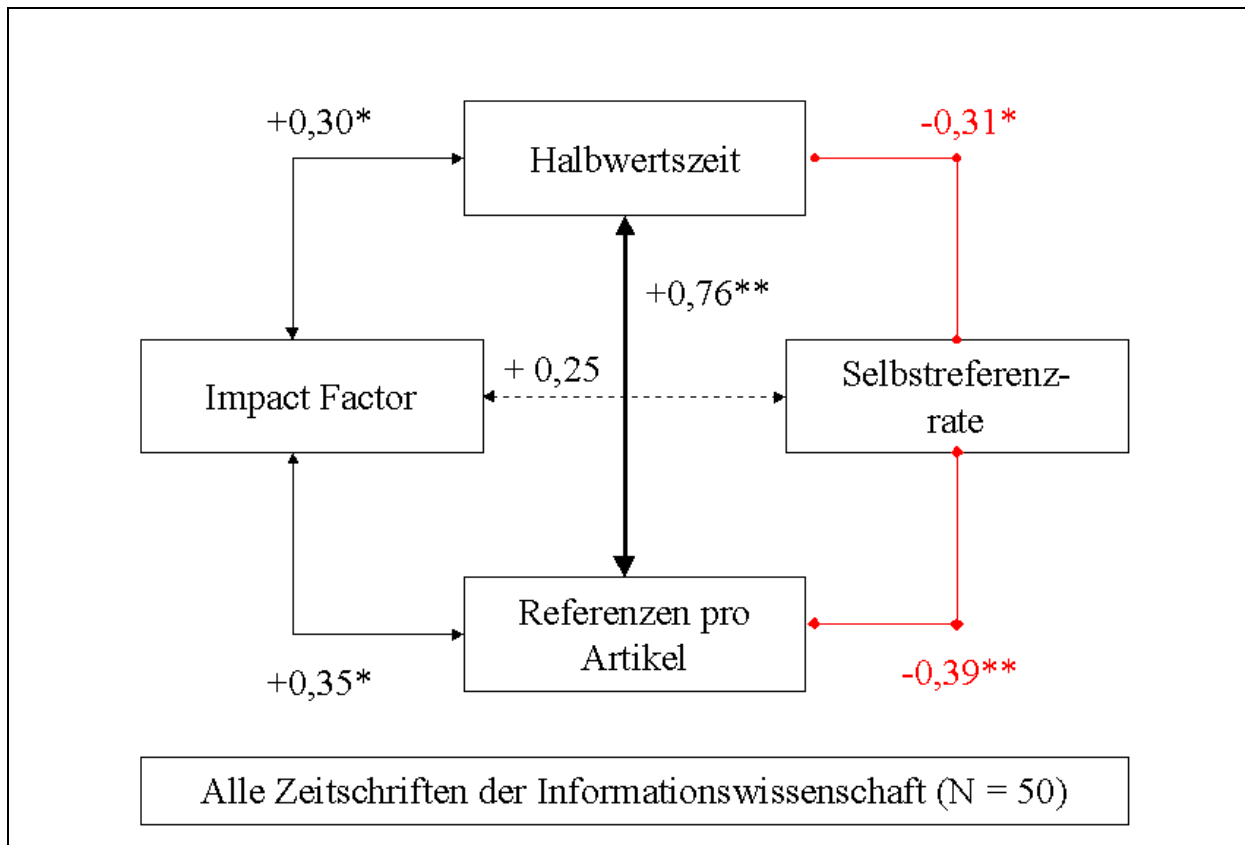 +0,30*
-0,31*
Halbwertszeit
+0,76**
+ 0,25
Impact Factor
Selbstreferenz-
rate
Referenzen pro
Artikel
+0,35*
-0,39**
Alle Zeitschriften der Informationswissenschaft (N = 50)